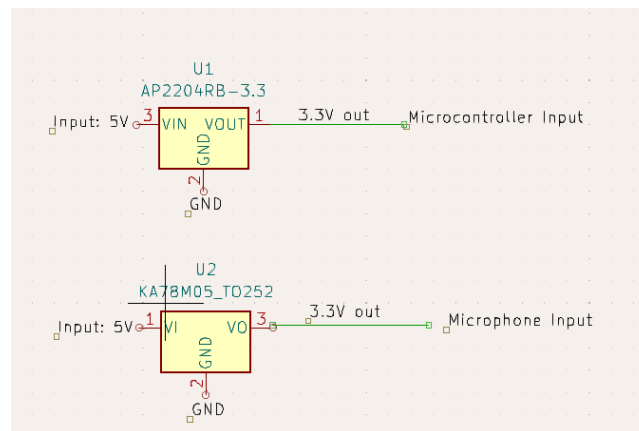 U1
AP2204RB-3.3
Input: 5V 3 VIN VOUT 1 3.3V out Microcontroller Input
GND
2
GND
U2
KA78M05_TO252
Input: 5V 1 VI VO 3 3.3V out Microphone Input
GND
2
GND